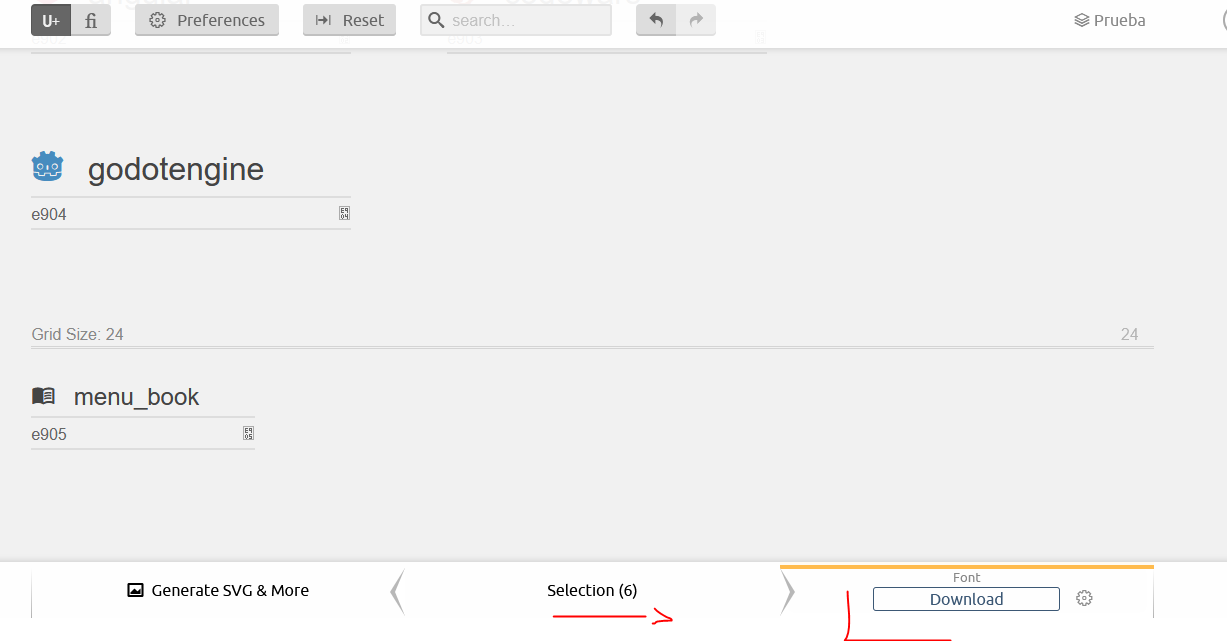 U+ fi Preferences Reset search... Prueba
e903
godotengine
e904
Grid Size: 24 24
menu_book
e905
Generate SVG & More Selection (6) Font
Download